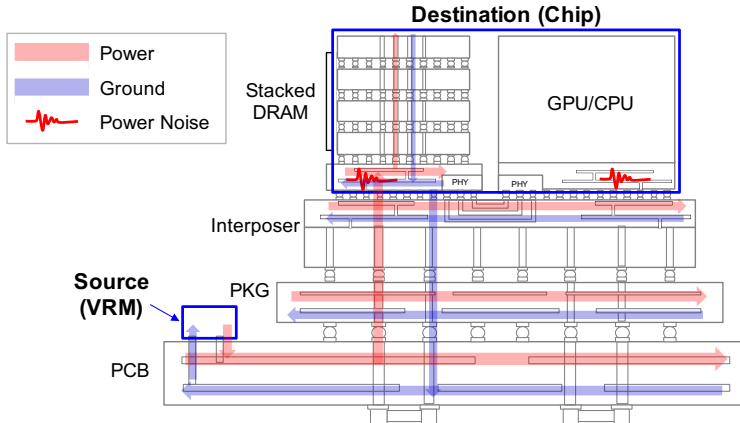 Destination (Chip)
Power
Ground
Power Noise
Stacked
DRAM
GPU/CPU
PHY
PHY
Interposer
Source
(VRM)
PKG
PCB